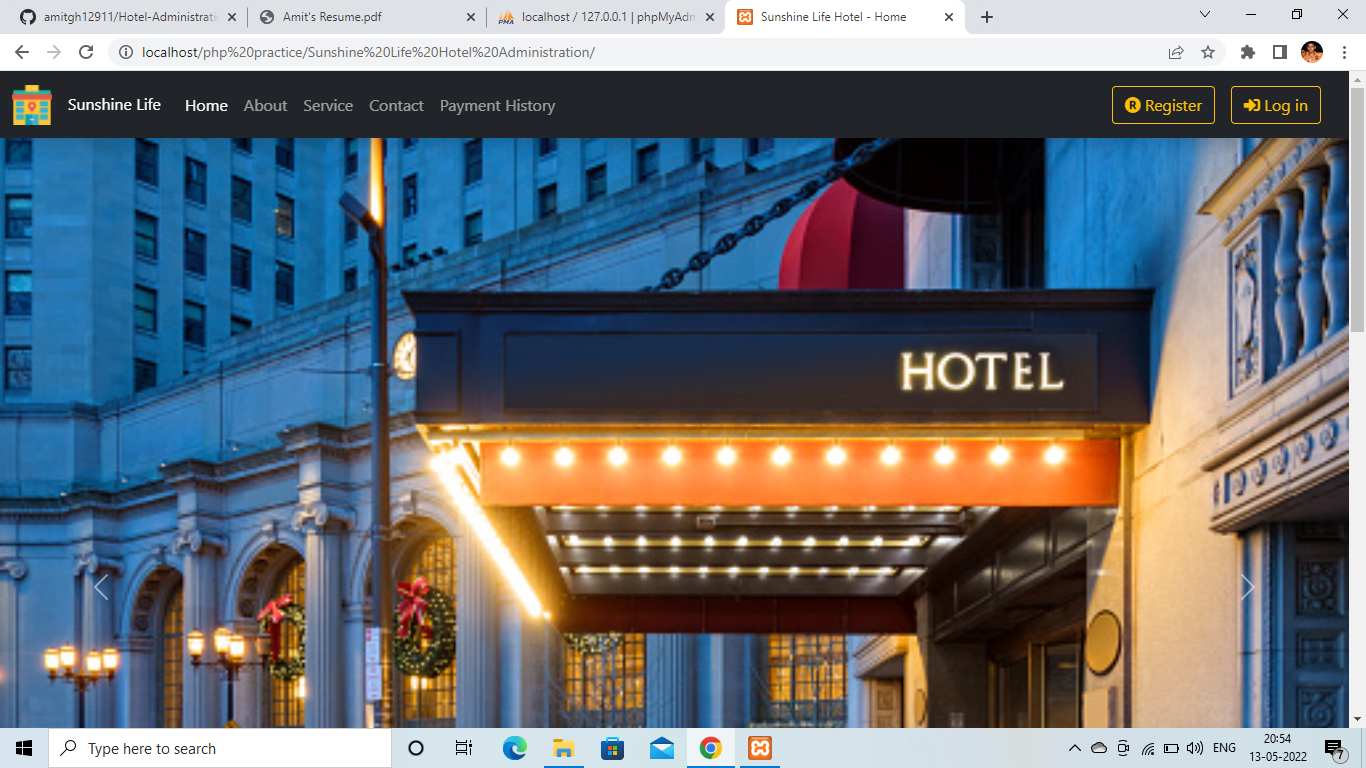 amitgh12911/Hotel-Administrati
Amit's Resume.pdf
localhost / 127.0.0.1 | phpMyAdm
Sunshine Life Hotel - Home
localhost/php%20practice/Sunshine%20Life%20Hotel%20Administration/
Sunshine Life Home About Service Contact Payment History
Register
Log in
HOTEL
Type here to search
ENG
20:54
13-05-2022
7